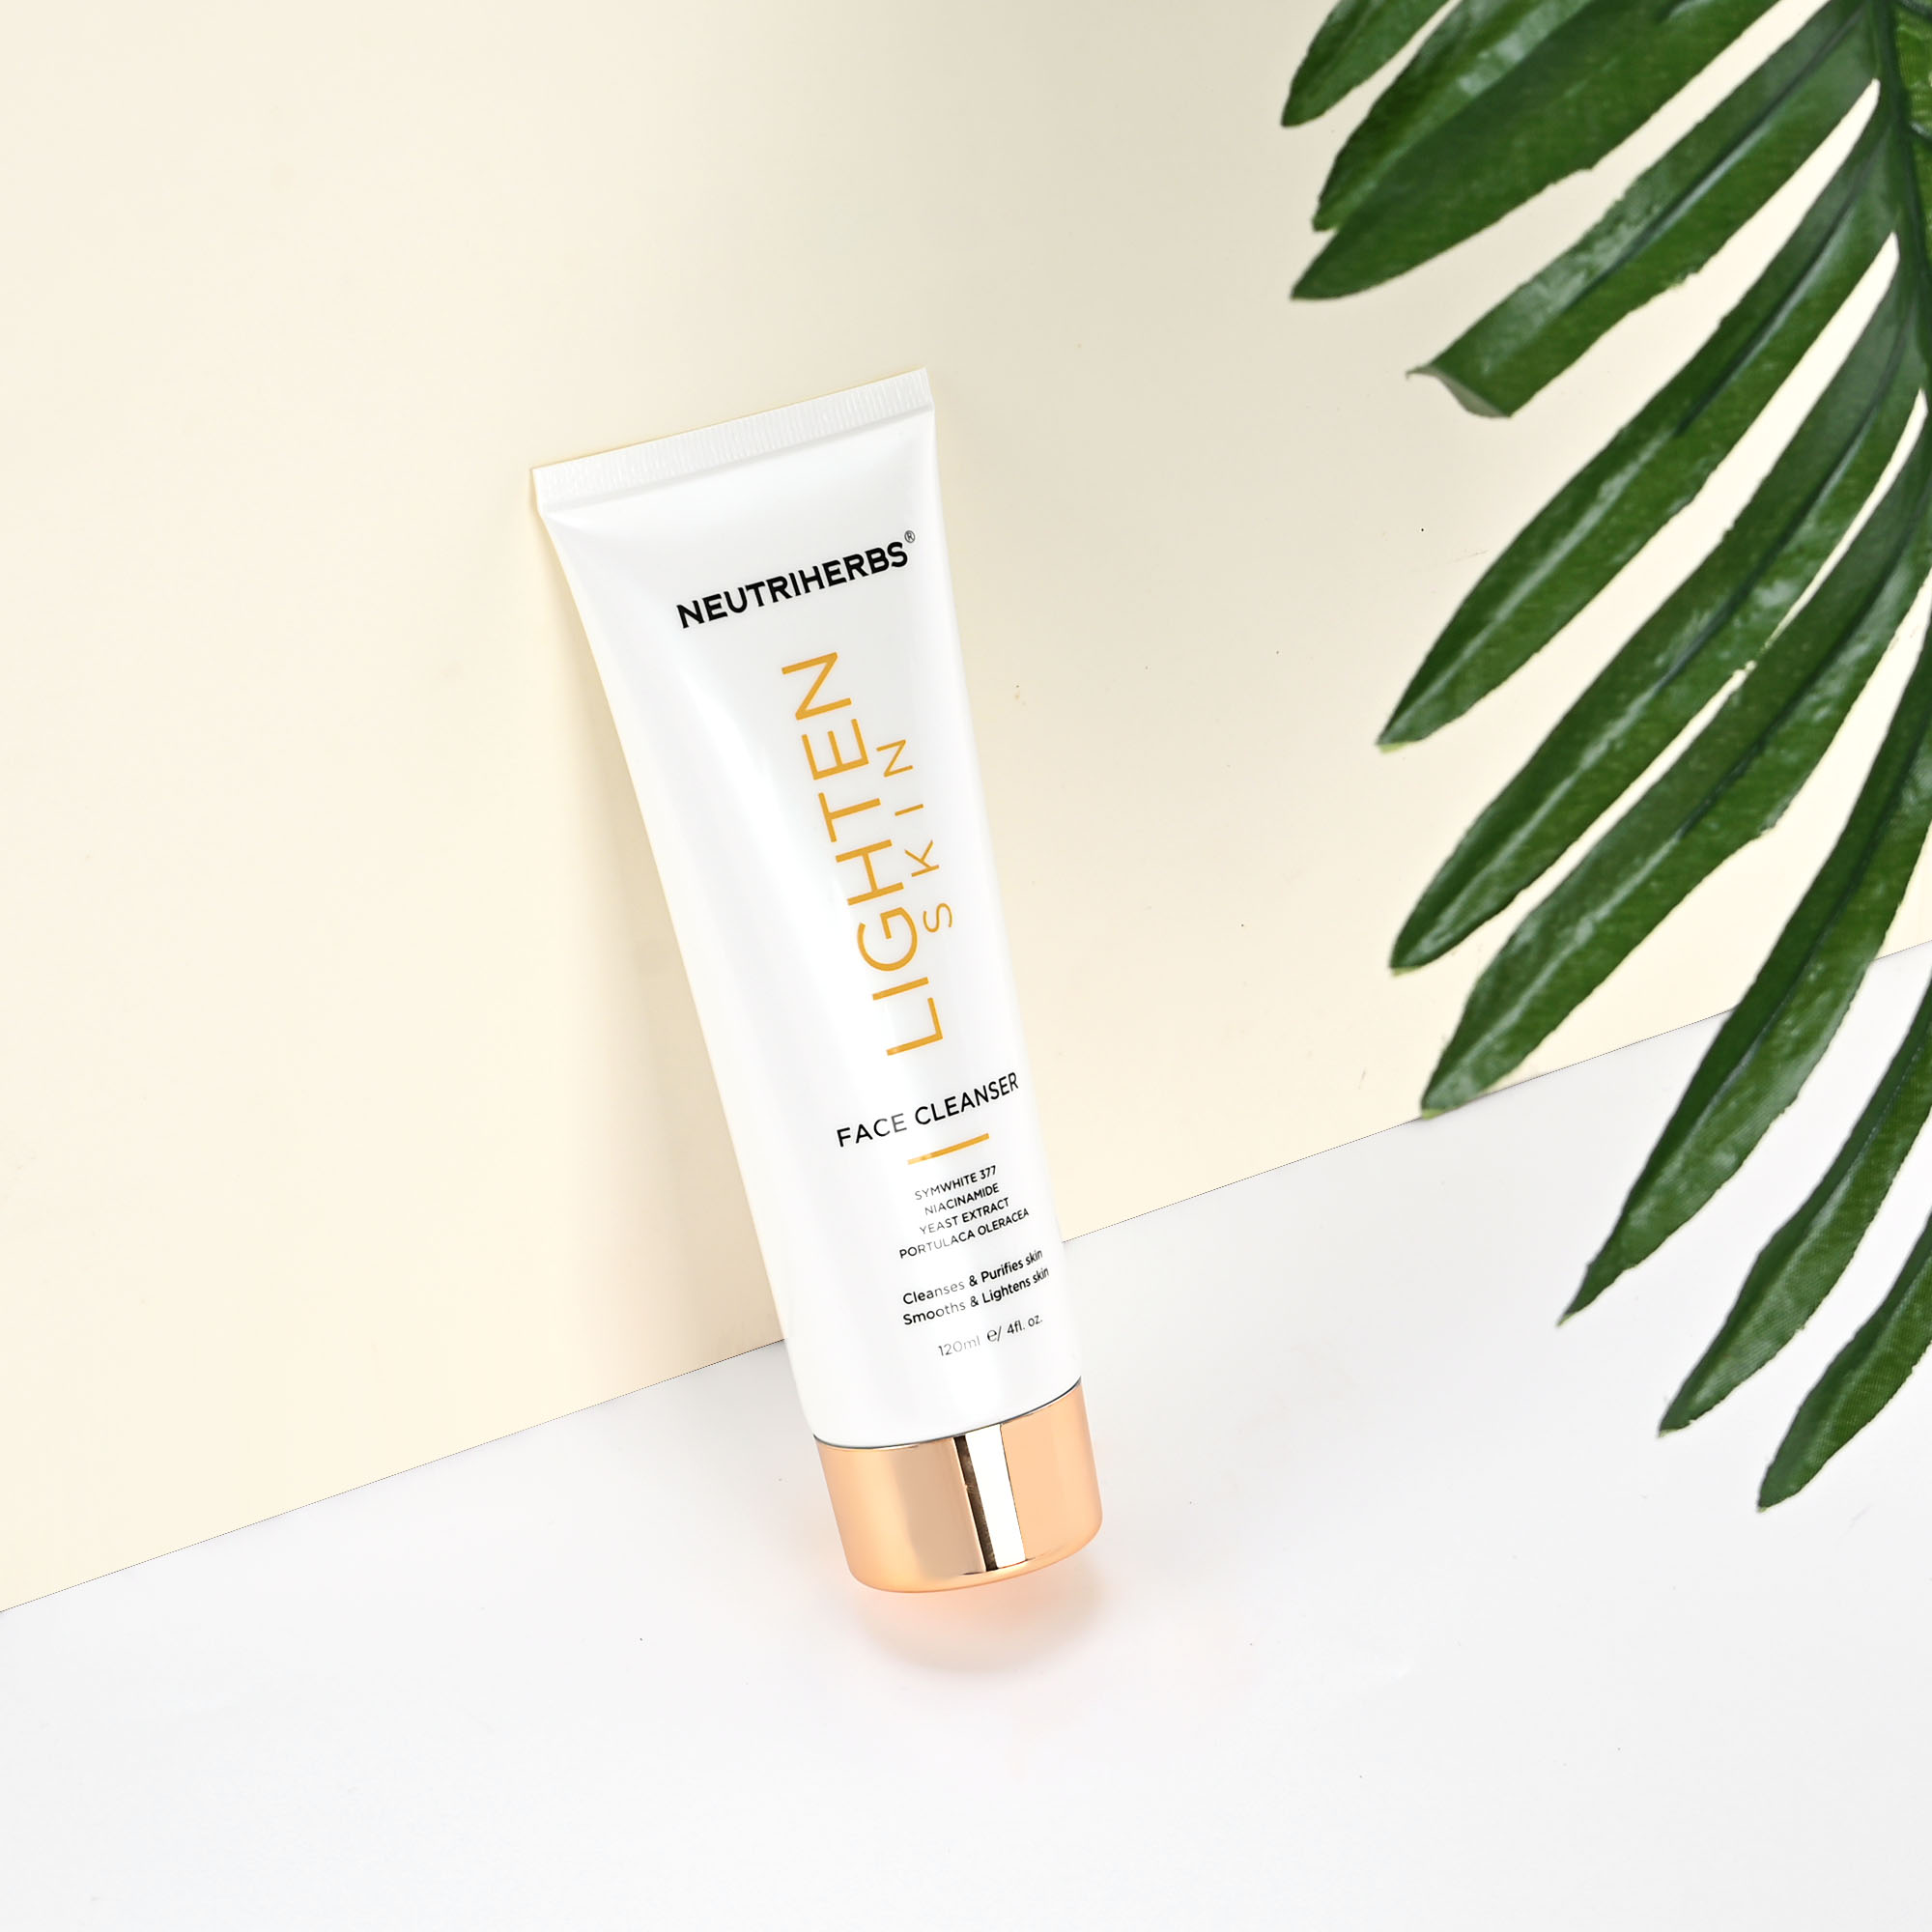 NEUTRIHERBS®
LIGHTEN
SKIN
FACE CLEANSER
SYMWHITE 377
NIACINAMIDE
YEAST EXTRACT
PORTULACA OLERACEA
Cleanses & Purifies skin
Smooths & Lightens skin
120ml ℮/ 4fl. oz.